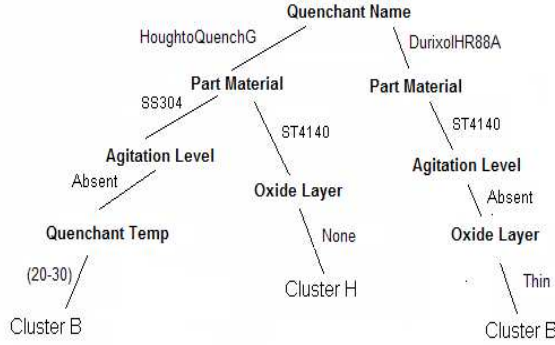 Quenchant Name
HoughtoQuenchG
DurixolHR88A
Part Material
Part Material
SS304
ST4140
ST4140
Agitation Level
Agitation Level
Absent
Oxide Layer
Absent
Quenchant Temp
None
Oxide Layer
(20-30)
Cluster H
Thin
Cluster B
Cluster B